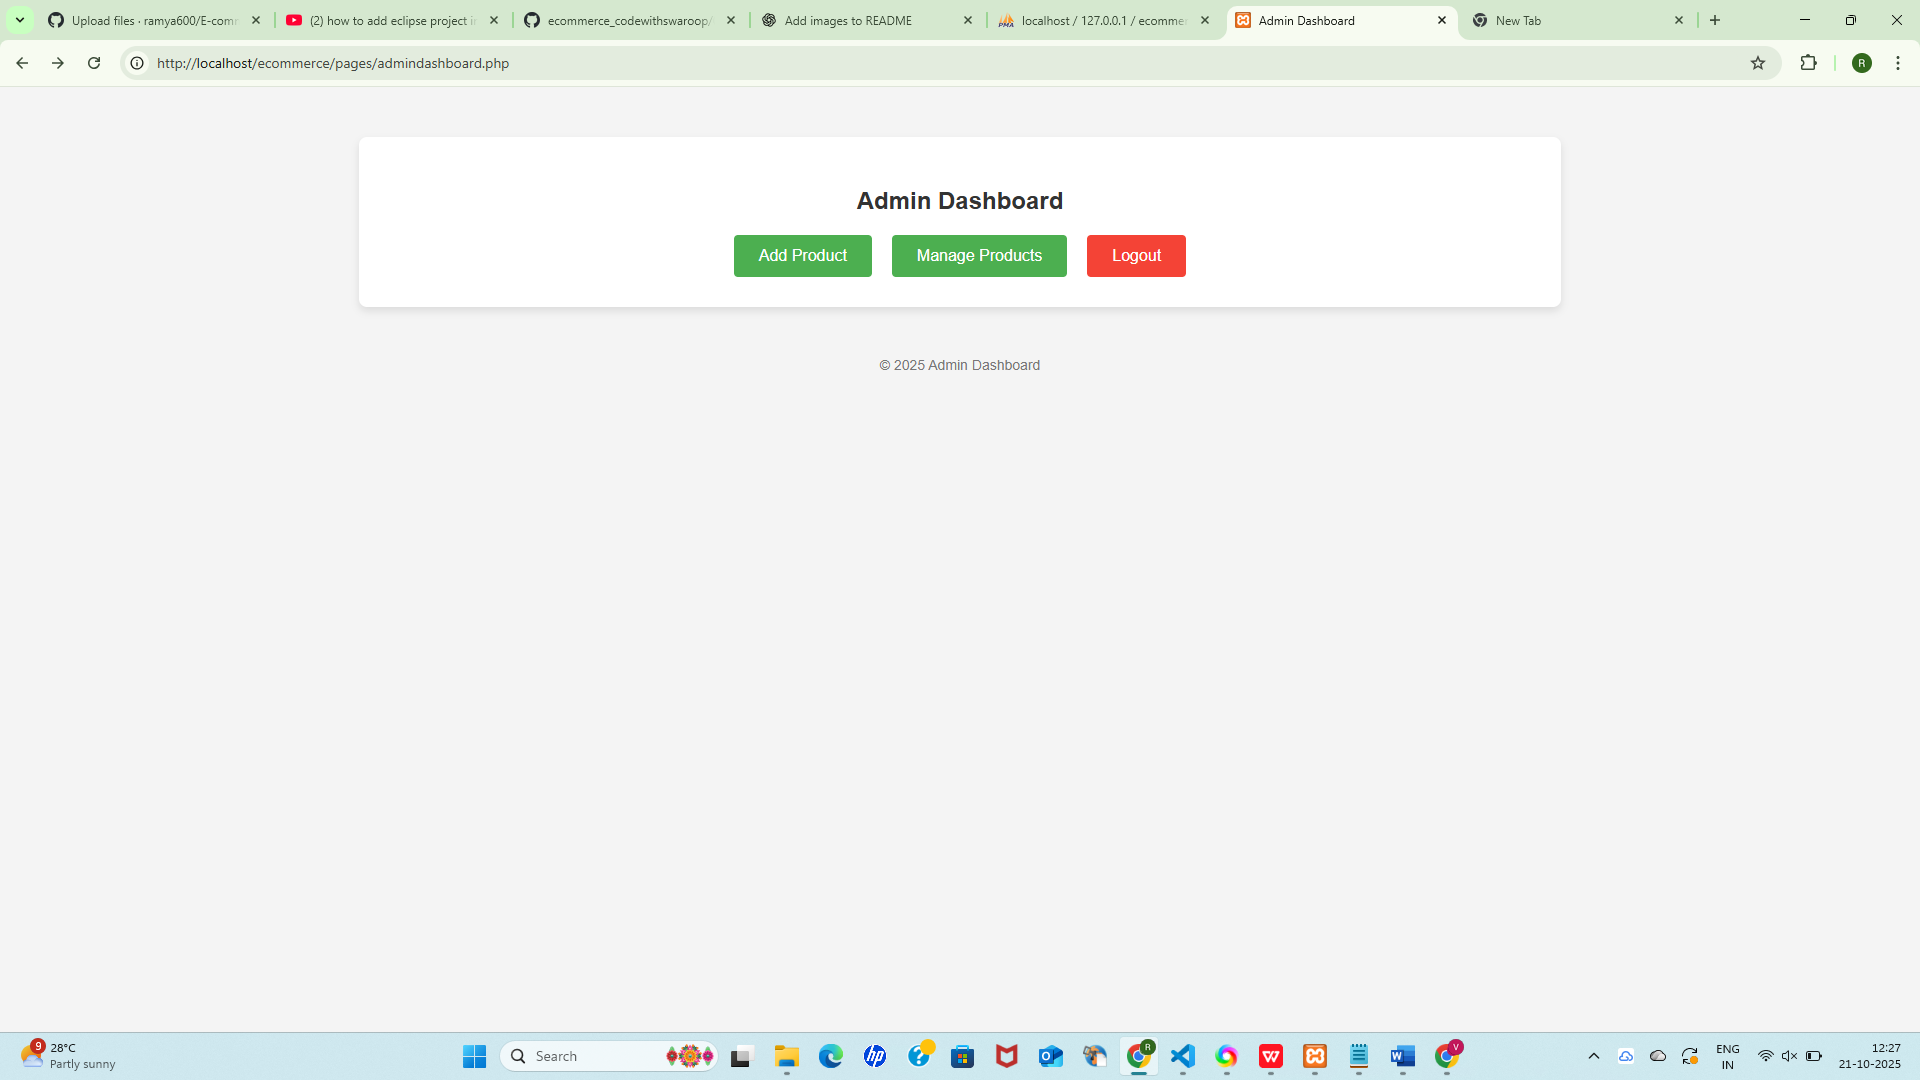 Upload files · ramya600/E-com
(2) how to add eclipse project i
ecommerce_codewithswaroop/
Add images to README
localhost / 127.0.0.1 / ecomme
Admin Dashboard
New Tab
http://localhost/ecommerce/pages/admindashboard.php
R
Admin Dashboard
Add Product
Manage Products
Logout
© 2025 Admin Dashboard
9
28°C
Partly sunny
Search
R
V
ENG
IN
12:27
21-10-2025